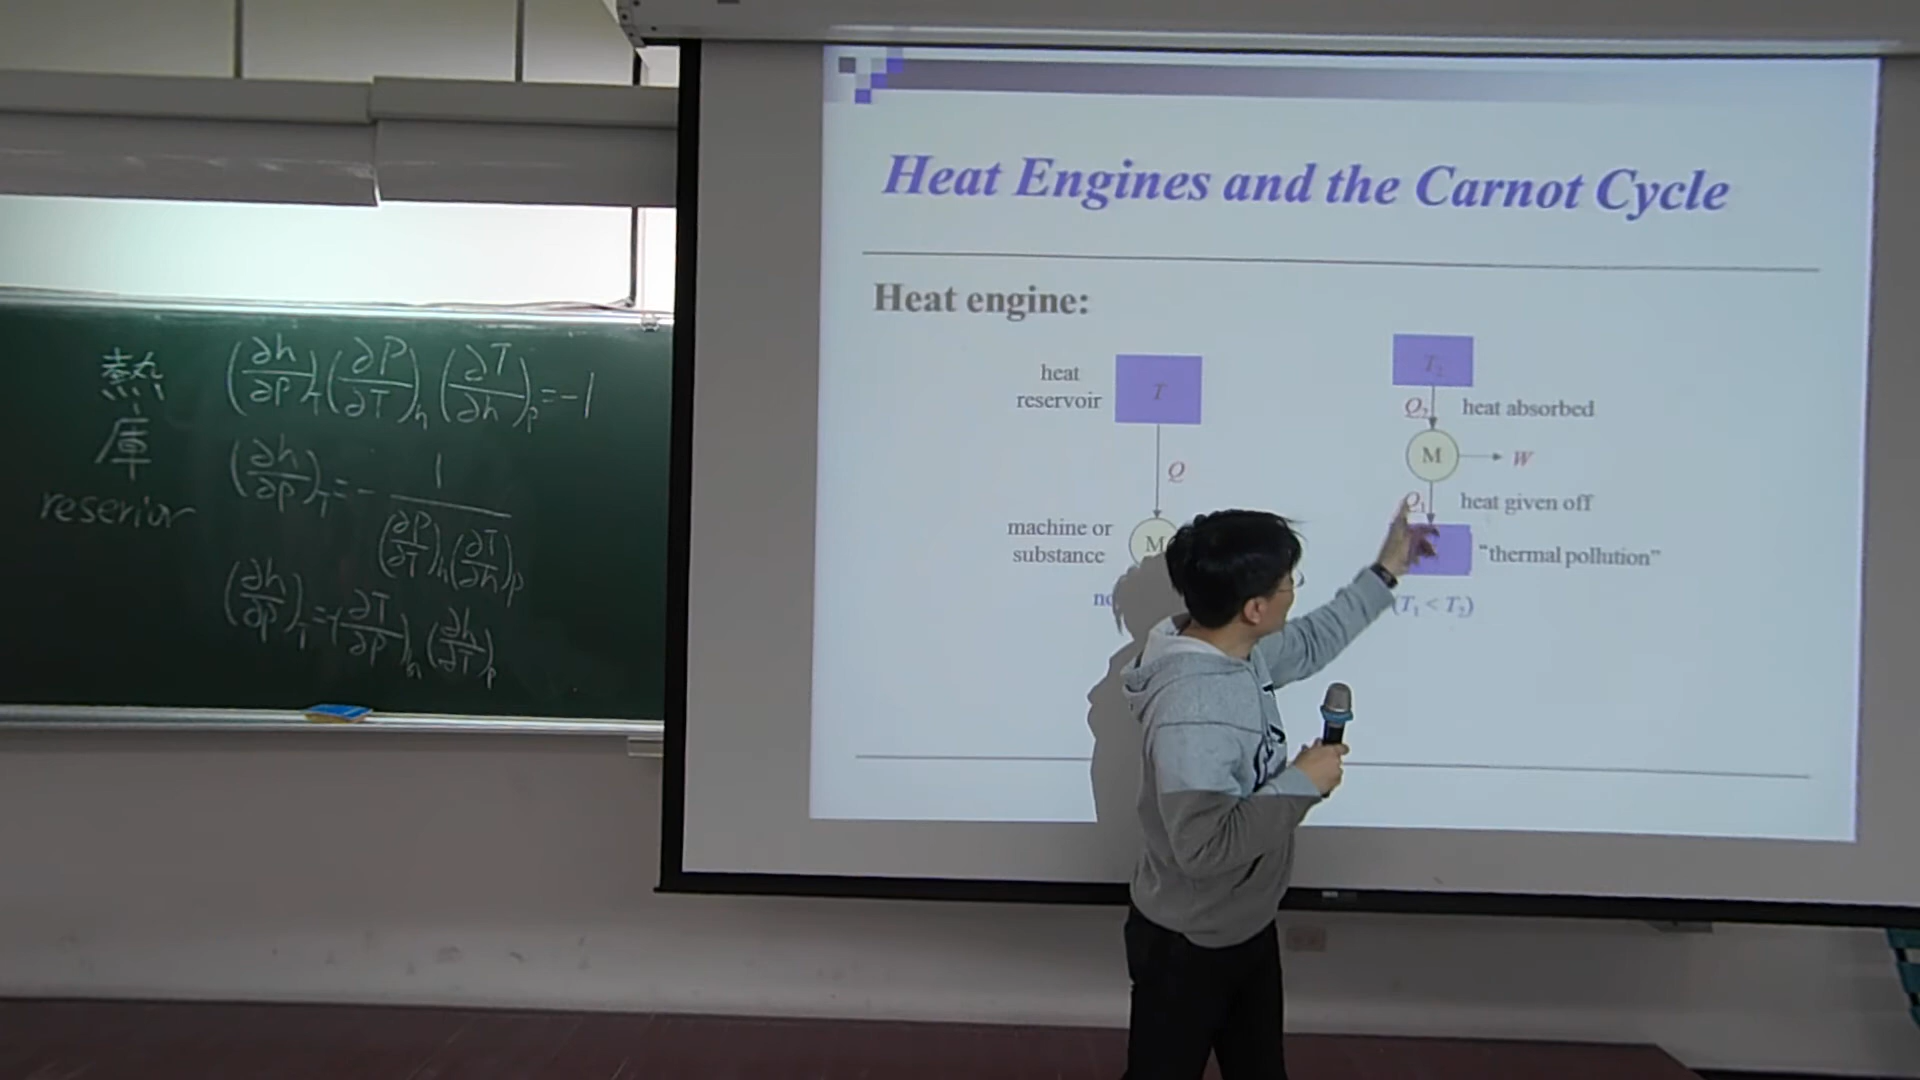 熱
庫
reserior
(∂h/∂P)_T (∂P/∂T)_h (∂T/∂h)_P = -1
(∂h/∂P)_T = - 1/((∂P/∂T)_h (∂T/∂h)_P)
(∂h/∂P)_T = -(∂T/∂P)_h (∂h/∂T)_P
Heat Engines and the Carnot Cycle
Heat engine:
heat
reservoir
T
Q
machine or
substance
M
T₂
Q₂
heat absorbed
M
W
Q₁
heat given off
"thermal pollution"
(T₁ < T₂)